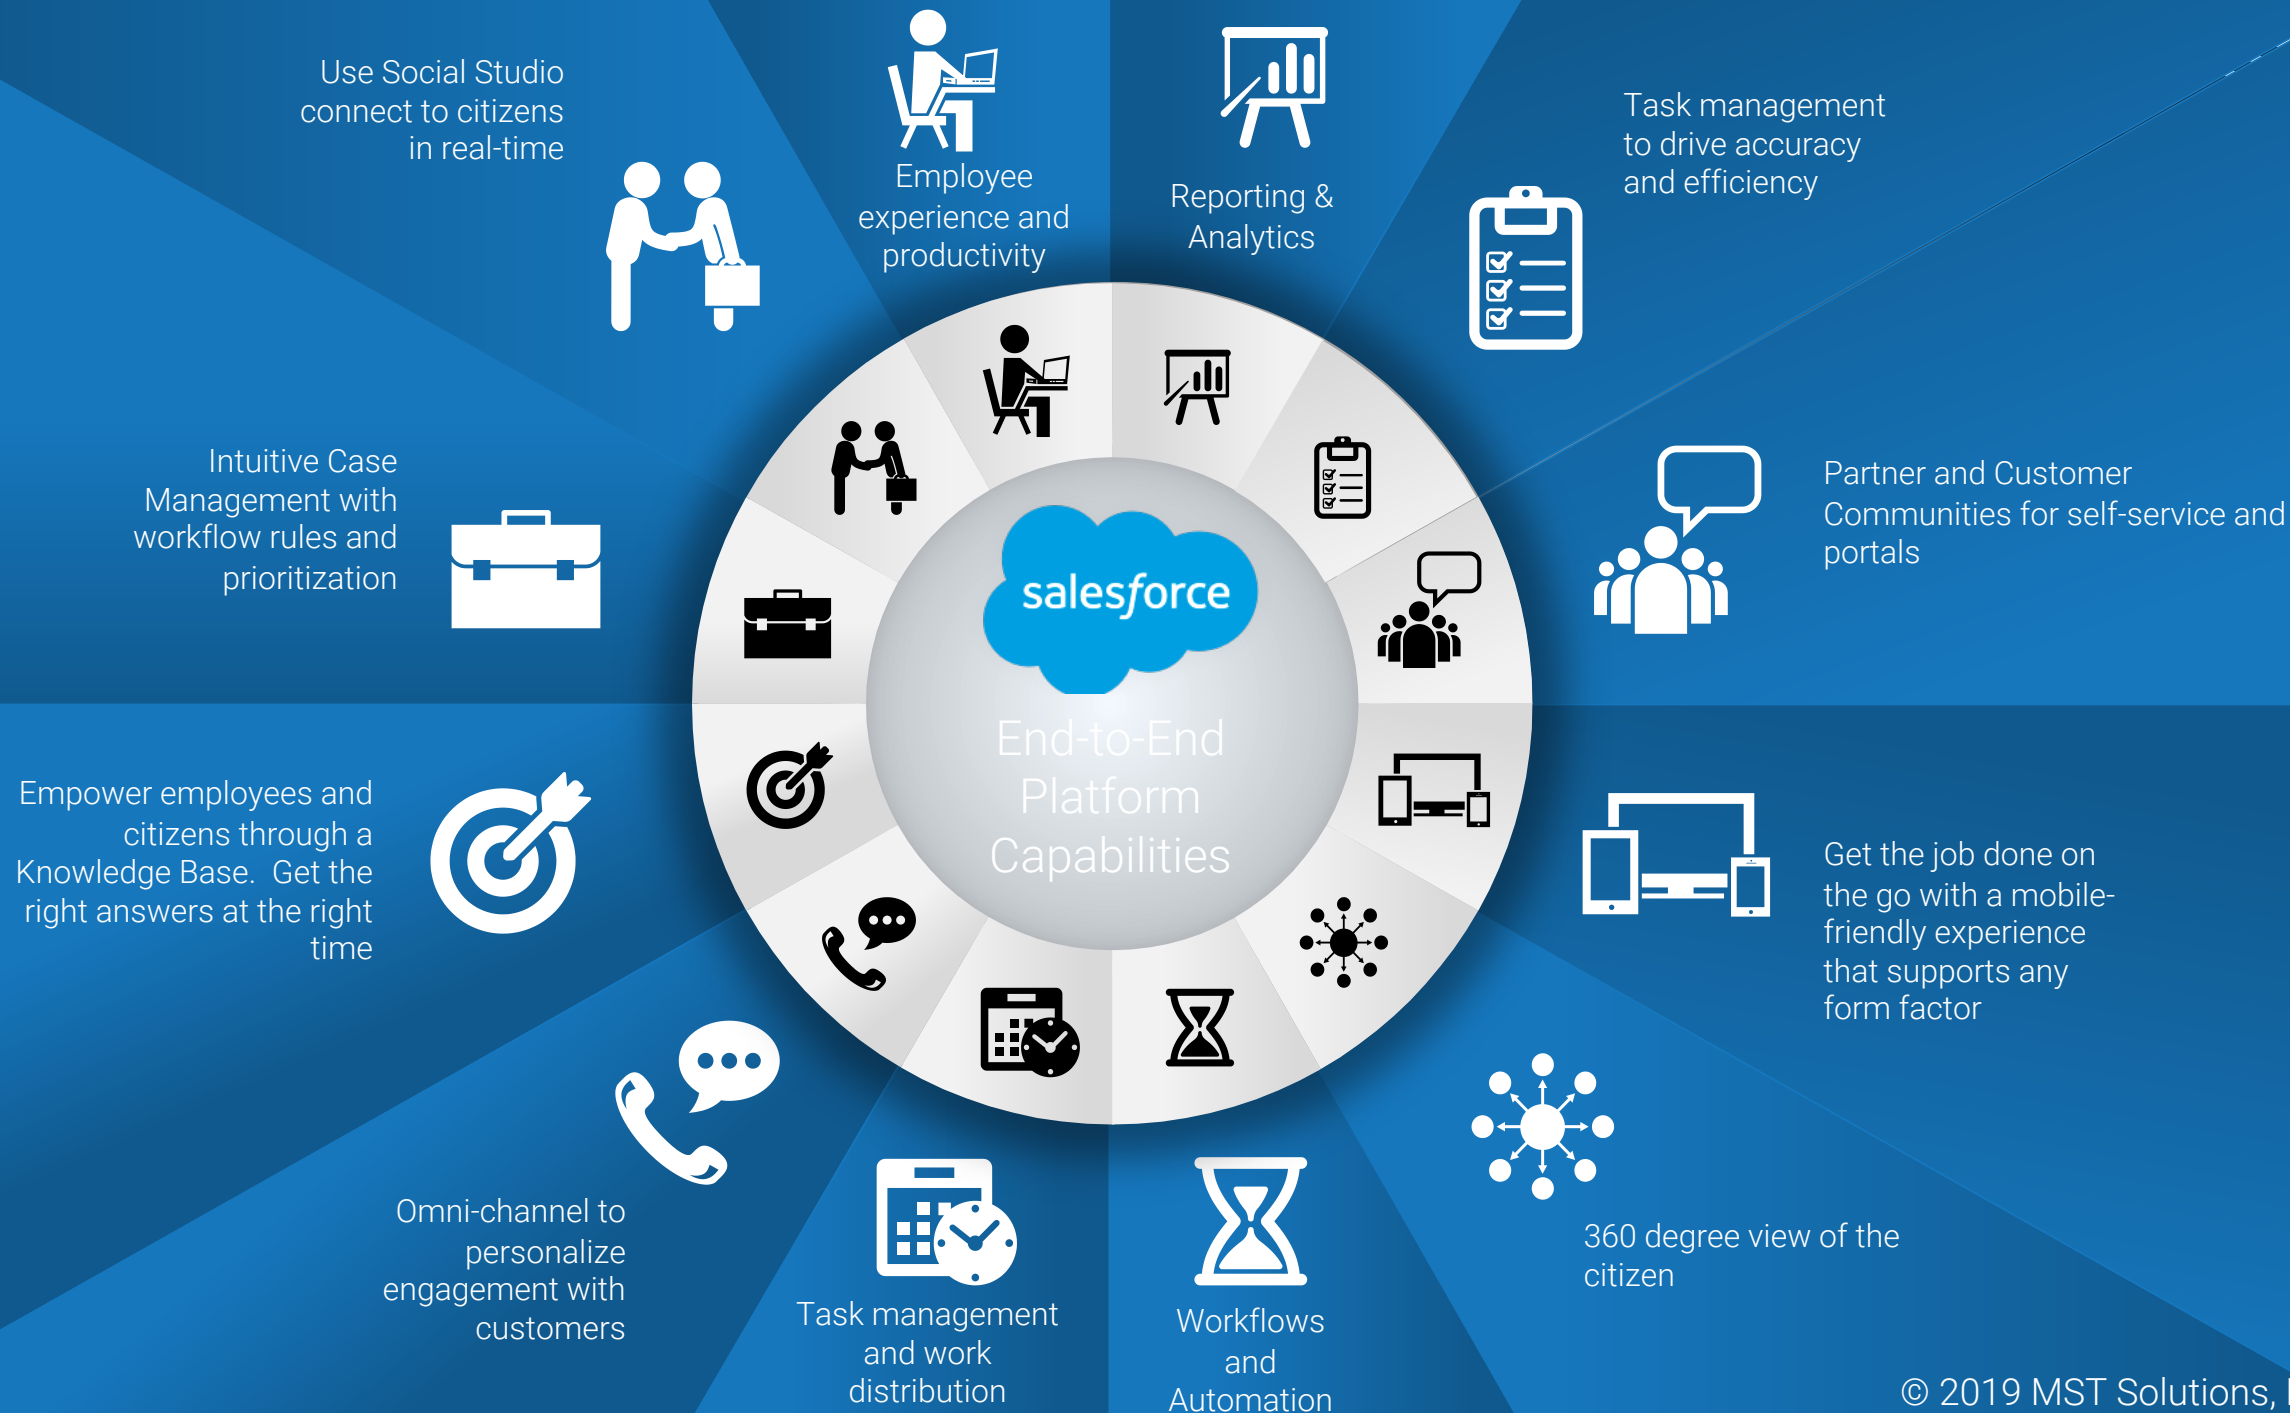 Use Social Studio
connect to citizens
in real-time
Employee
experience and
productivity
Reporting &
Analytics
Task management
to drive accuracy
and efficiency
Partner and Customer
Communities for self-service and
portals
Get the job done on
the go with a mobile-
friendly experience
that supports any
form factor
360 degree view of the
citizen
Workflows
and
Automation
Task management
and work
distribution
Omni-channel to
personalize
engagement with
customers
Empower employees and
citizens through a
Knowledge Base.  Get the
right answers at the right
time
Intuitive Case
Management with
workflow rules and
prioritization
salesforce
End-to-End
Platform
Capabilities
© 2019 MST Solutions,